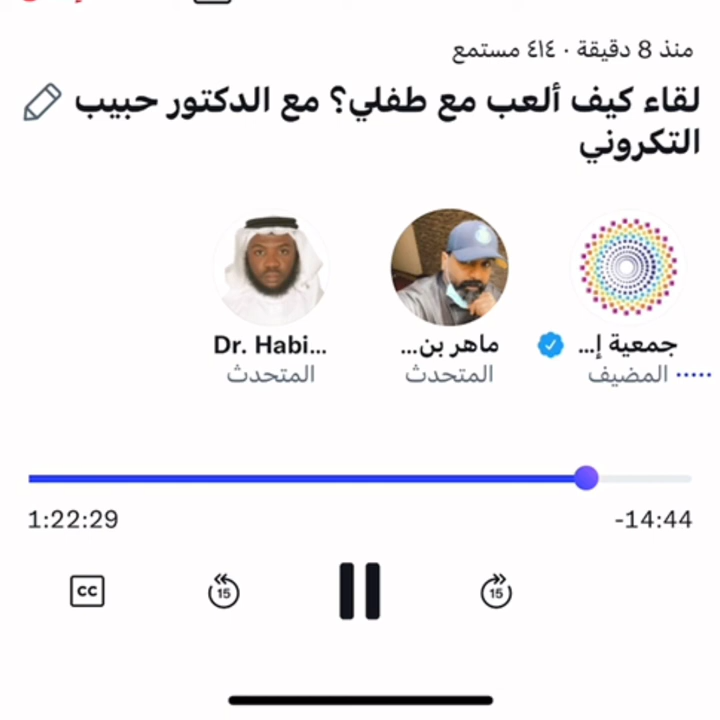 منذ 8 دقيقة · ٤١٤ مستمع
لقاء كيف ألعب مع طفلي؟ مع الدكتور حبيب
التكروني
جمعية إ...
ماهر بن...
Dr. Habi...
المضيف
المتحدث
المتحدث
1:22:29
-14:44
CC
15
15